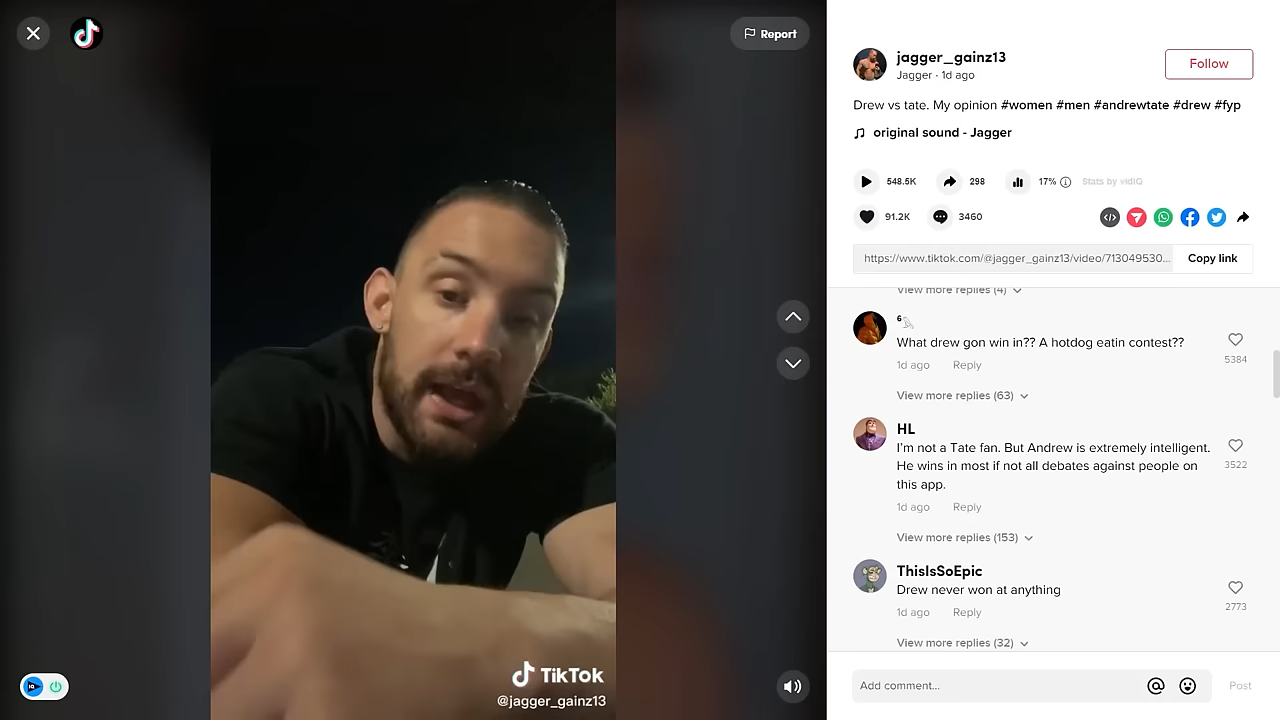 Report
jagger_gainz13
Jagger · 1d ago
Follow
Drew vs tate. My opinion #women #men #andrewtate #drew #fyp
original sound - Jagger
548.5K
298
17%
Stats by vidIQ
91.2K
3460
https://www.tiktok.com/@jagger_gainz13/video/713049530...
Copy link
View more replies (4)
6
What drew gon win in?? A hotdog eatin contest??
5384
1d ago Reply
View more replies (63)
HL
I'm not a Tate fan. But Andrew is extremely intelligent.
He wins in most if not all debates against people on
this app.
3522
1d ago Reply
View more replies (153)
ThisIsSoEpic
Drew never won at anything
2773
1d ago Reply
View more replies (32)
Add comment...
Post
TikTok
@jagger_gainz13